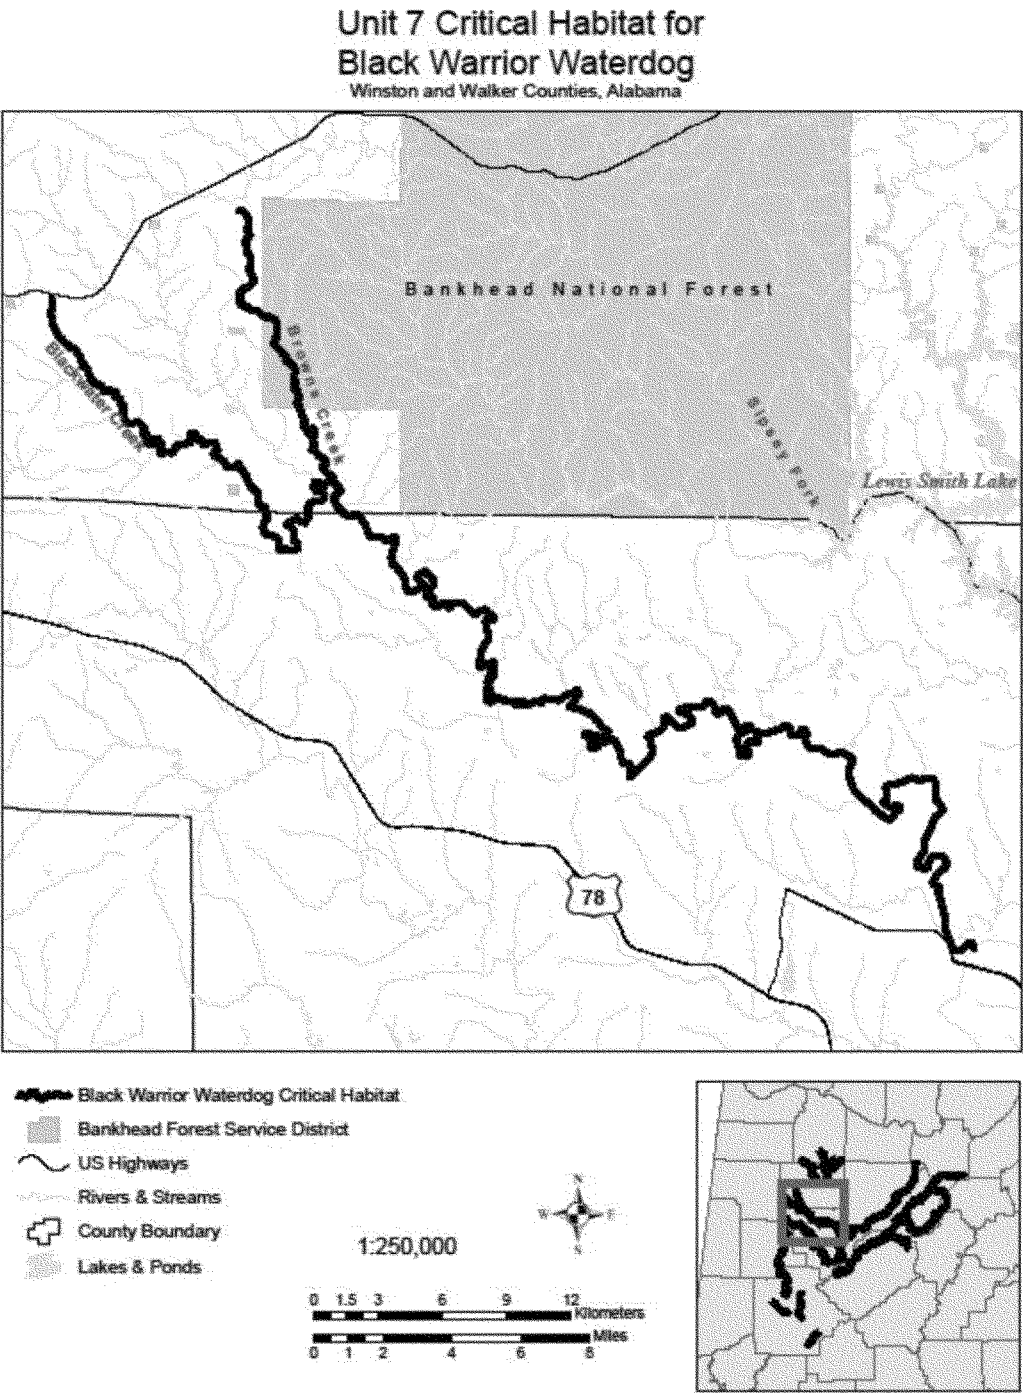 Unit 7 Critical Habitat for
Black Warrior Waterdog
Winston and Walker Counties, Alabama
Bankhead National Forest
Browns Creek
Blackwater Creek
Sipsey Fork
Lewis Smith Lake
78
Black Warrior Waterdog Critical Habitat
Bankhead Forest Service District
US Highways
Rivers & Streams
County Boundary
Lakes & Ponds
N
W E
S
1:250,000
0 1.5 3 6 9 12
Kilometers
Miles
0 1 2 4 6 8